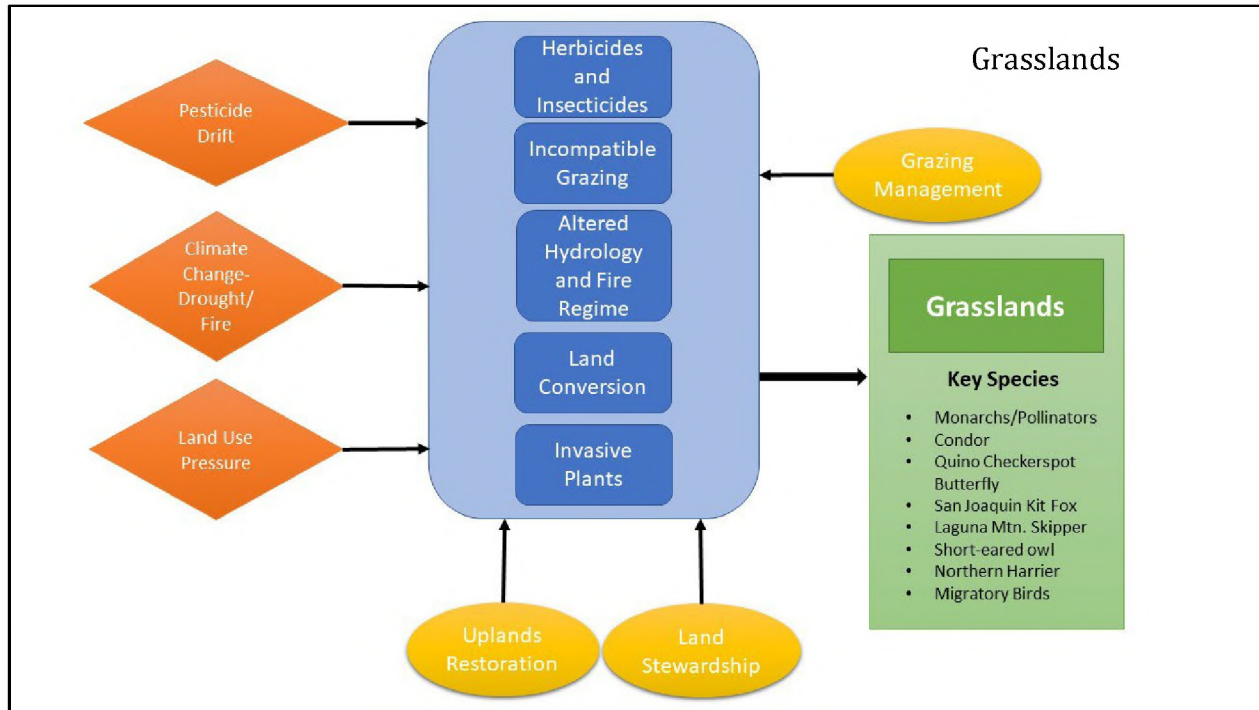 Grasslands
Pesticide
Drift
Climate
Change-
Drought/
Fire
Land Use
Pressure
Herbicides
and
Insecticides
Incompatible
Grazing
Altered
Hydrology
and Fire
Regime
Land
Conversion
Invasive
Plants
Grazing
Management
Grasslands
Key Species
• Monarchs/Pollinators
• Condor
• Quino Checkerspot
Butterfly
• San Joaquin Kit Fox
• Laguna Mtn. Skipper
• Short-eared owl
• Northern Harrier
• Migratory Birds
Uplands
Restoration
Land
Stewardship